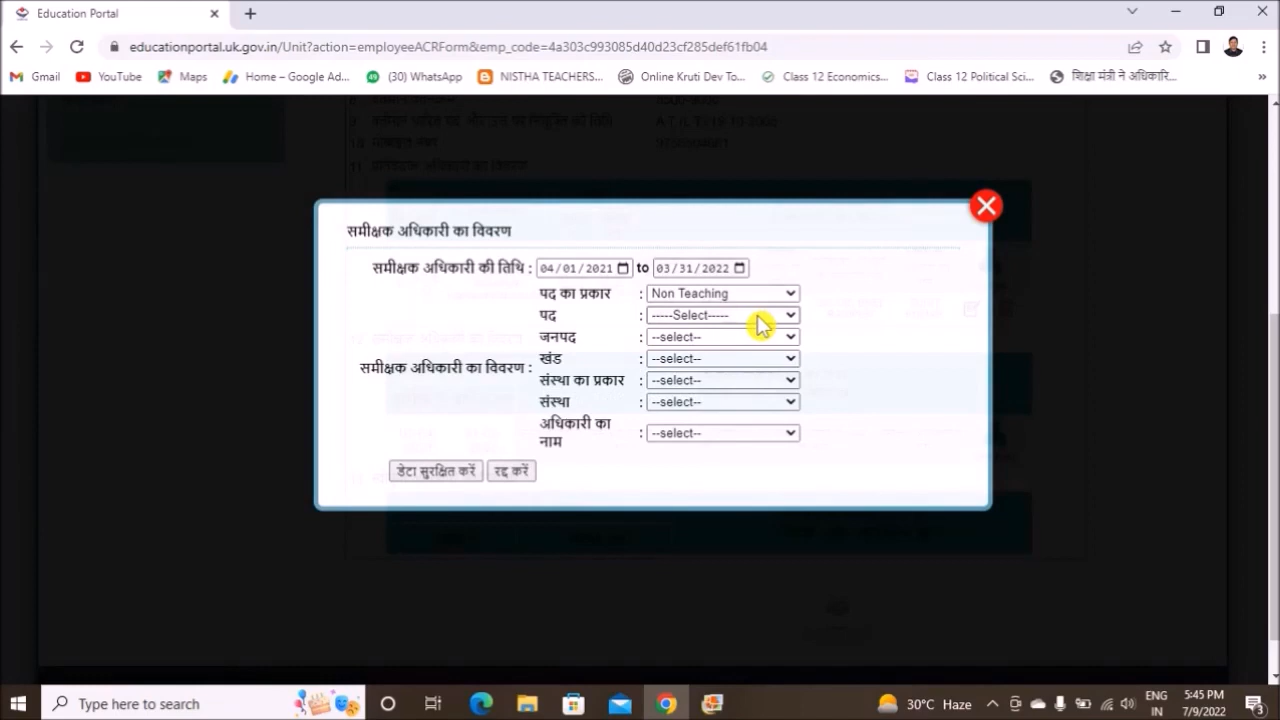 Education Portal
educationportal.uk.gov.in/Unit?action=employeeACRForm&emp_code=4a303c993085d40d23cf285def61fb04
Gmail YouTube Maps Home – Google Ad... (30) WhatsApp NISTHA TEACHERS... Online Kruti Dev To... Class 12 Economics... Class 12 Political Sci... शिक्षा मंत्री ने अधिकारि... »
समीक्षक अधिकारी का विवरण
समीक्षक अधिकारी की तिथि : 04/01/2021 to 03/31/2022
पद का प्रकार : Non Teaching
पद : -----Select-----
जनपद : --select--
खंड : --select--
समीक्षक अधिकारी का विवरण :
संस्था का प्रकार : --select--
संस्था : --select--
अधिकारी का
नाम : --select--
डेटा सुरक्षित करें रद्द करें
Type here to search
30°C Haze
ENG
IN
5:45 PM
7/9/2022
3